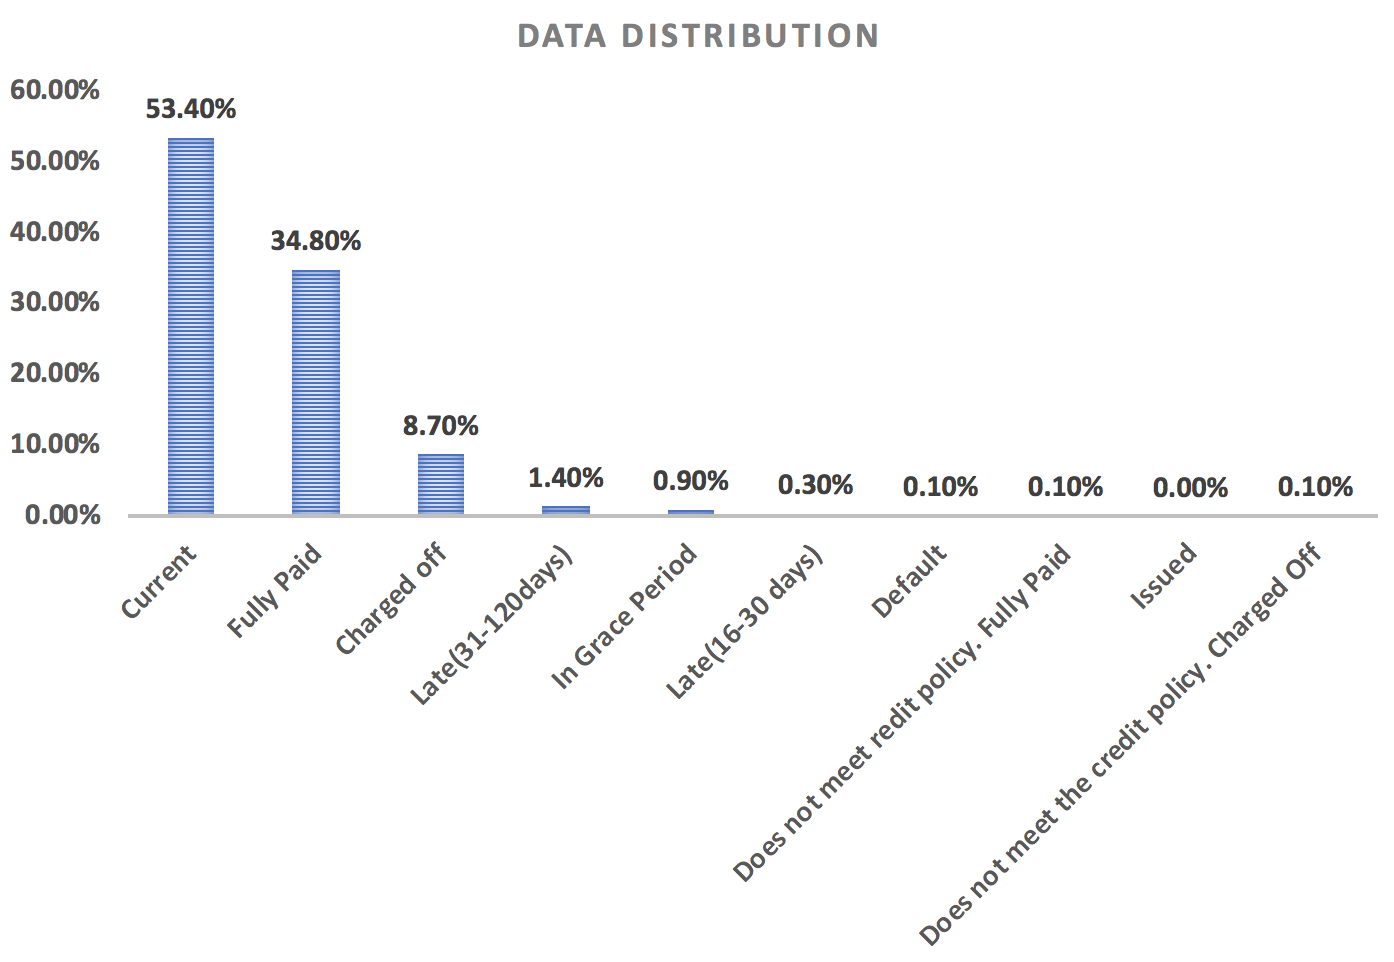 DATA DISTRIBUTION
60.00%
50.00%
40.00%
30.00%
20.00%
10.00%
0.00%
53.40%
34.80%
8.70%
1.40%
0.90%
0.30%
0.10%
0.10%
0.00%
0.10%
Current
Fully Paid
Charged off
Late(31-120days)
In Grace Period
Late(16-30 days)
Default
Does not meet redit policy. Fully Paid
Issued
Does not meet the credit policy. Charged Off